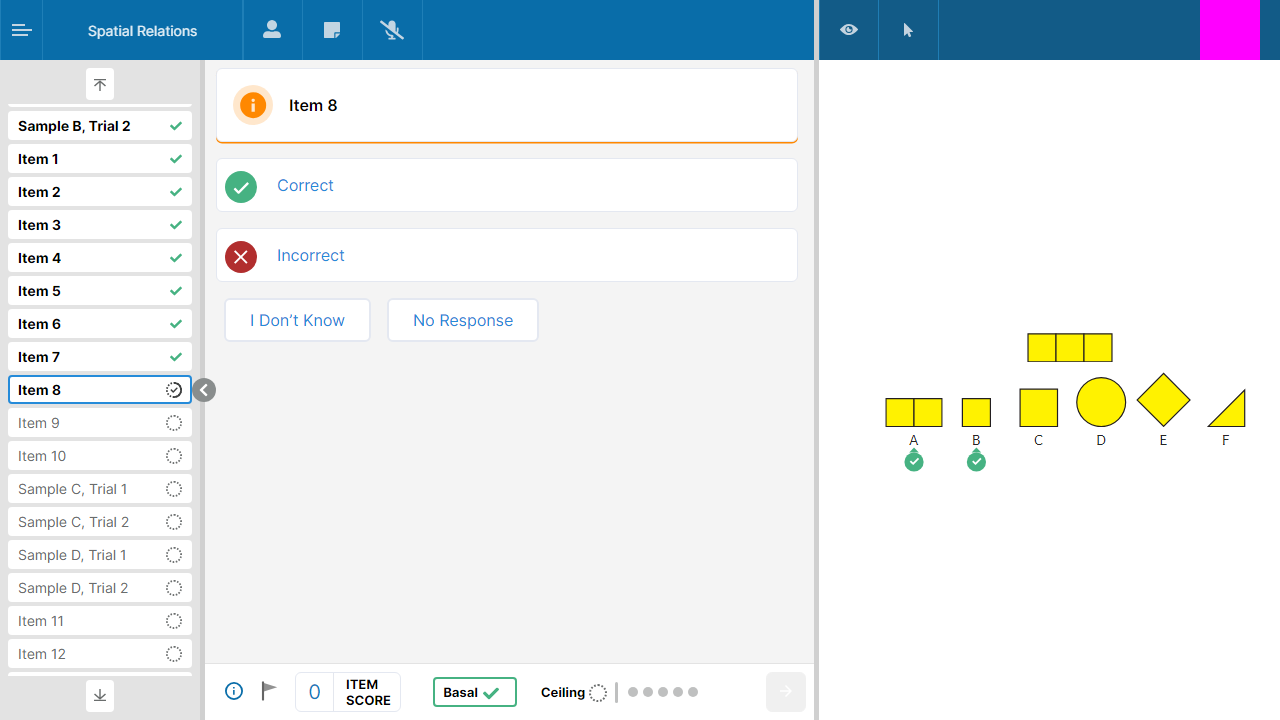 Spatial Relations
Sample B, Trial 2
Item 1
Item 2
Item 3
Item 4
Item 5
Item 6
Item 7
Item 8
Item 9
Item 10
Sample C, Trial 1
Sample C, Trial 2
Sample D, Trial 1
Sample D, Trial 2
Item 11
Item 12
Item 8
Correct
Incorrect
I Don’t Know
No Response
0
ITEM
SCORE
Basal
Ceiling
A B C D E F